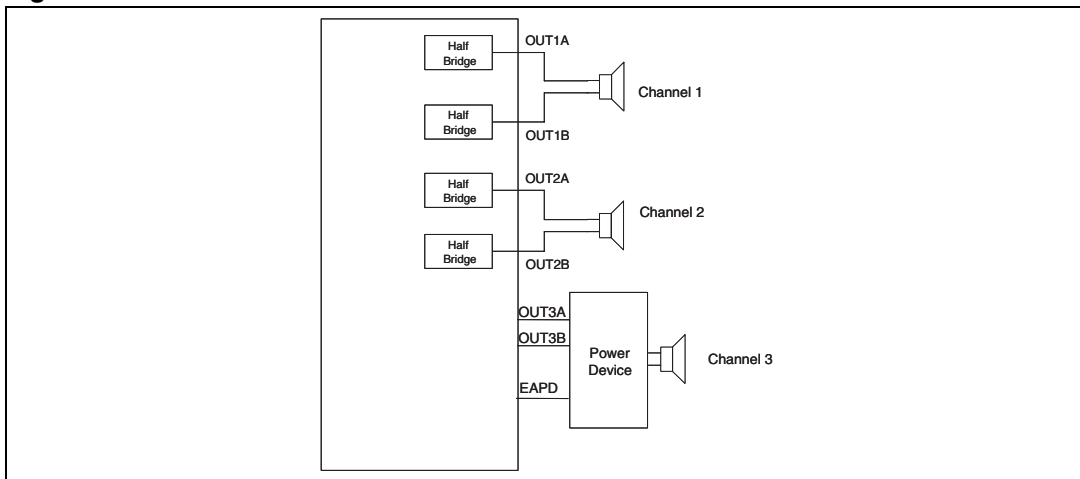 Half
Bridge
OUT1A
Channel 1
Half
Bridge
OUT1B
Half
Bridge
OUT2A
Channel 2
Half
Bridge
OUT2B
OUT3A
OUT3B
Power
Device
Channel 3
EAPD